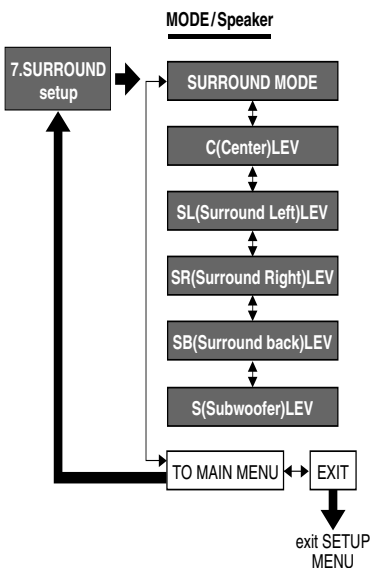 MODE/Speaker
7.SURROUND
setup
SURROUND MODE
C(Center)LEV
SL(Surround Left)LEV
SR(Surround Right)LEV
SB(Surround back)LEV
S(Subwoofer)LEV
TO MAIN MENU
EXIT
exit SETUP
MENU